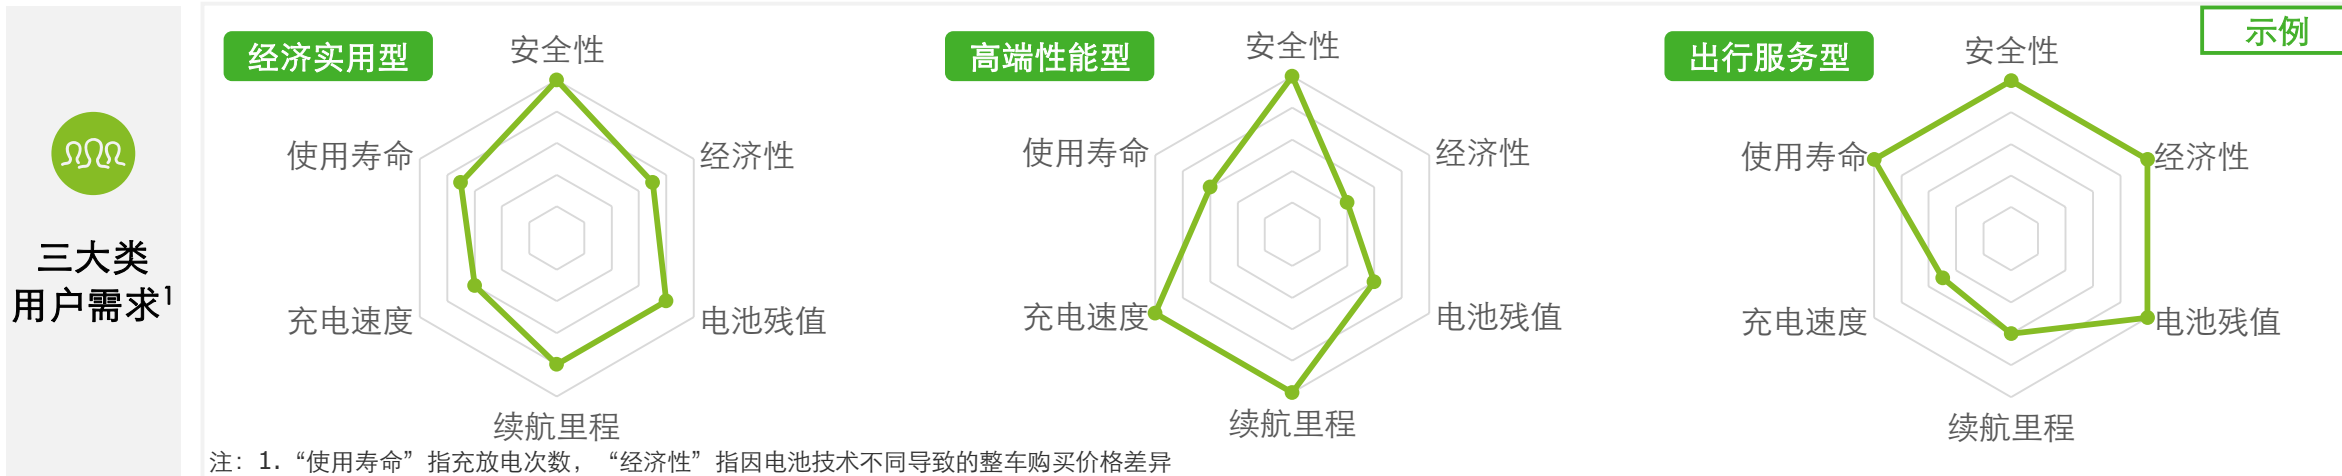 三大类
用户需求1
示例
经济实用型
安全性
经济性
电池残值
续航里程
充电速度
使用寿命
高端性能型
安全性
经济性
电池残值
续航里程
充电速度
使用寿命
出行服务型
安全性
经济性
电池残值
续航里程
充电速度
使用寿命
注：1.“使用寿命”指充放电次数，“经济性”指因电池技术不同导致的整车购买价格差异